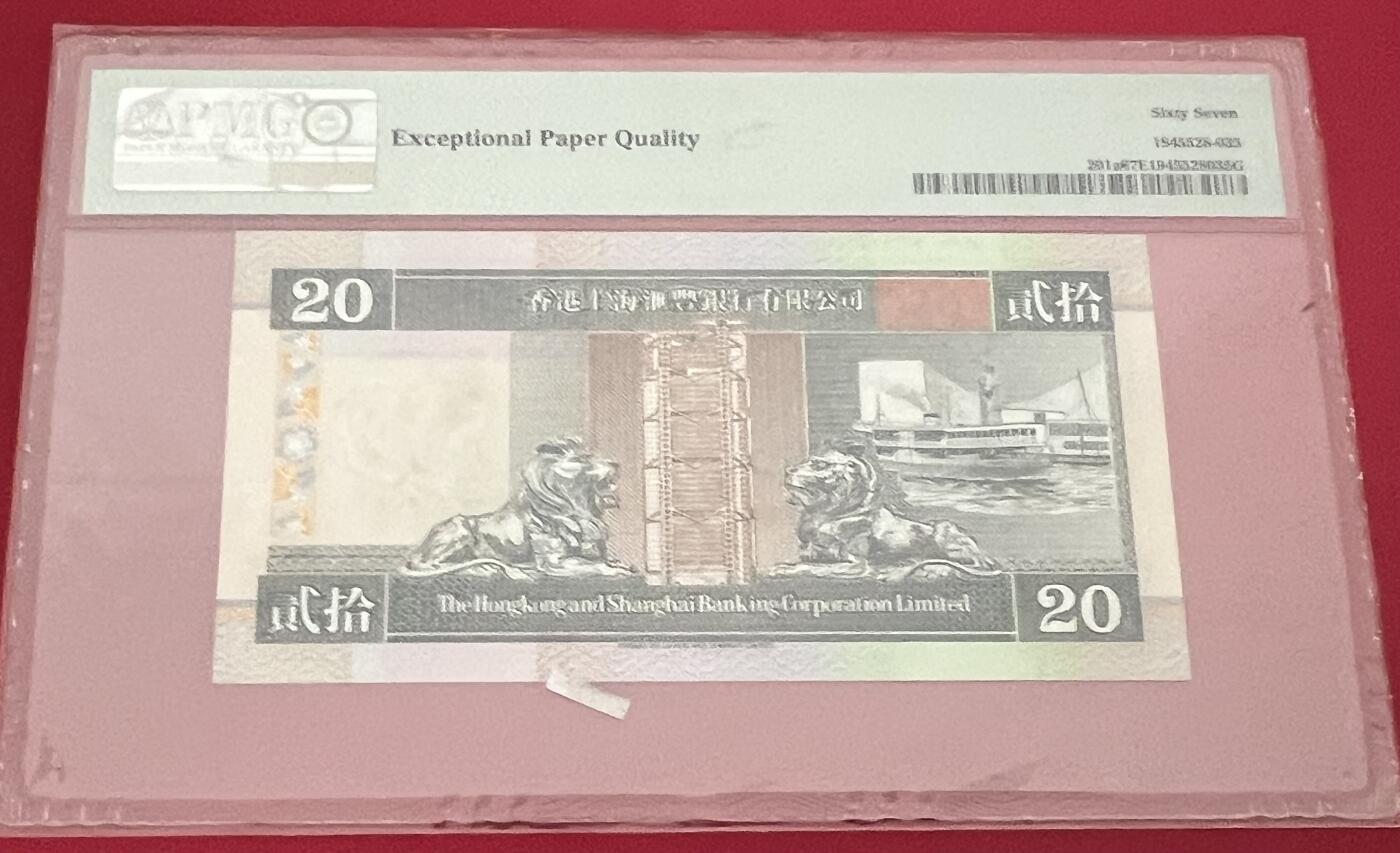 PMG
Exceptional Paper Quality
Sixty Seven
1845528-035
20
香港上海滙豐銀行有限公司
貳拾
貳拾
The Hongkong and Shanghai Banking Corporation Limited
20